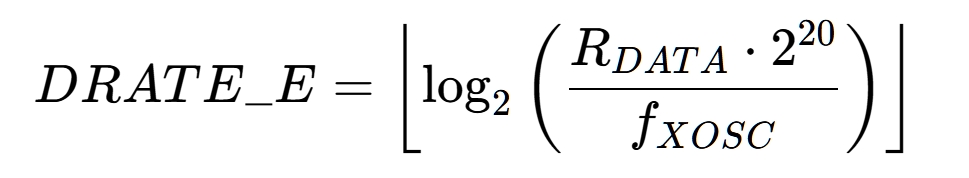 DRATE_E = ⌊log₂(R_DATA · 2²⁰ / f_XOSC)⌋